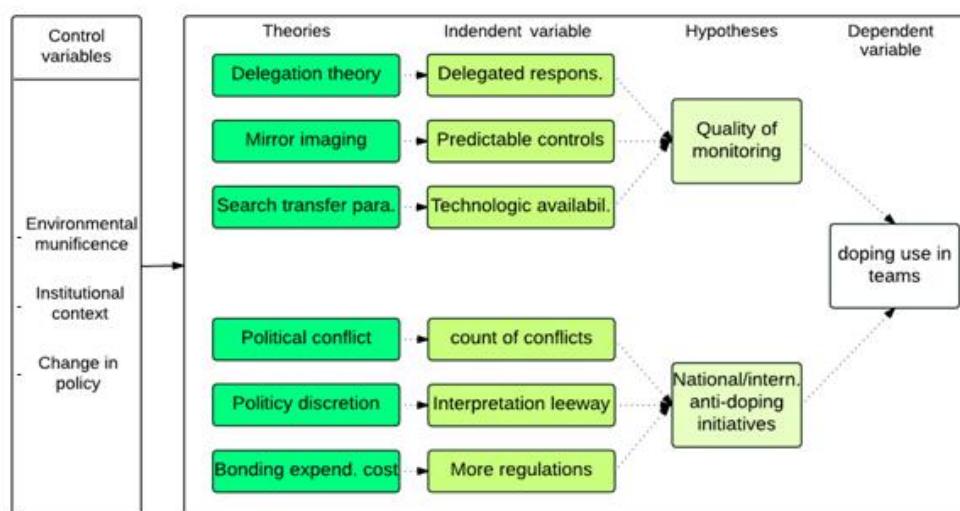 Control
variables
Environmental
munificence
Institutional
context
Change in
policy
Theories
Indendent variable
Hypotheses
Dependent
variable
Delegation theory
Delegated respons.
Mirror imaging
Predictable controls
Search transfer para.
Technologic availabil.
Quality of
monitoring
doping use in
teams
Political conflict
count of conflicts
Politicy discretion
Interpretation leeway
Bonding expend. cost
More regulations
National/intern.
anti-doping
initiatives